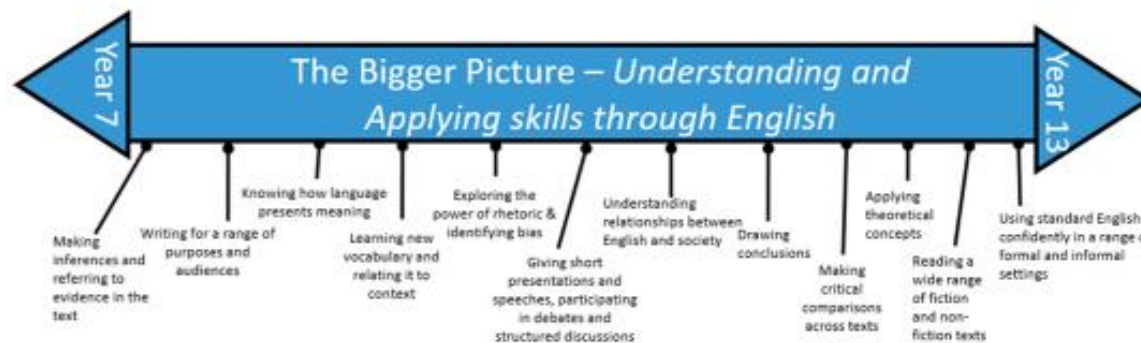 Year 7
The Bigger Picture – Understanding and
Applying skills through English
Year 13
Making
inferences and
referring to
evidence in the
text
Writing for a range of
purposes and
audiences
Knowing how language
presents meaning
Learning new
vocabulary and
relating it to
context
Exploring the
power of rhetoric &
identifying bias
Giving short
presentations and
speeches, participating
in debates and
structured discussions
Understanding
relationships between
English and society
Drawing
conclusions
Making
critical
comparisons
across texts
Applying
theoretical
concepts
Reading a
wide range
of fiction
and non-
fiction texts
Using standard English
confidently in a range
formal and informal
settings